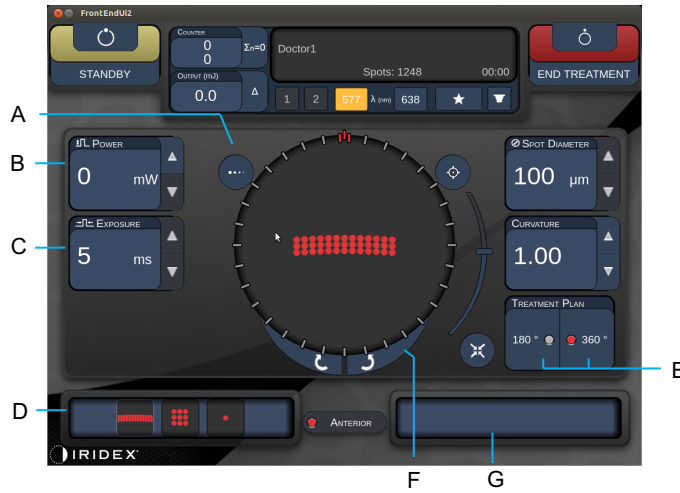 FrontEndUI2
STANDBY
COUNTER
0
0
Σn=0
OUTPUT (mJ)
0.0
Δ
Doctor1
Spots: 1248
00:00
1
2
577
λ (nm)
638
END TREATMENT
A
B
POWER
0
mW
C
EXPOSURE
5
ms
SPOT DIAMETER
100
µm
CURVATURE
1.00
TREATMENT PLAN
180 °
360 °
E
D
ANTERIOR
IRIDEX
F
G